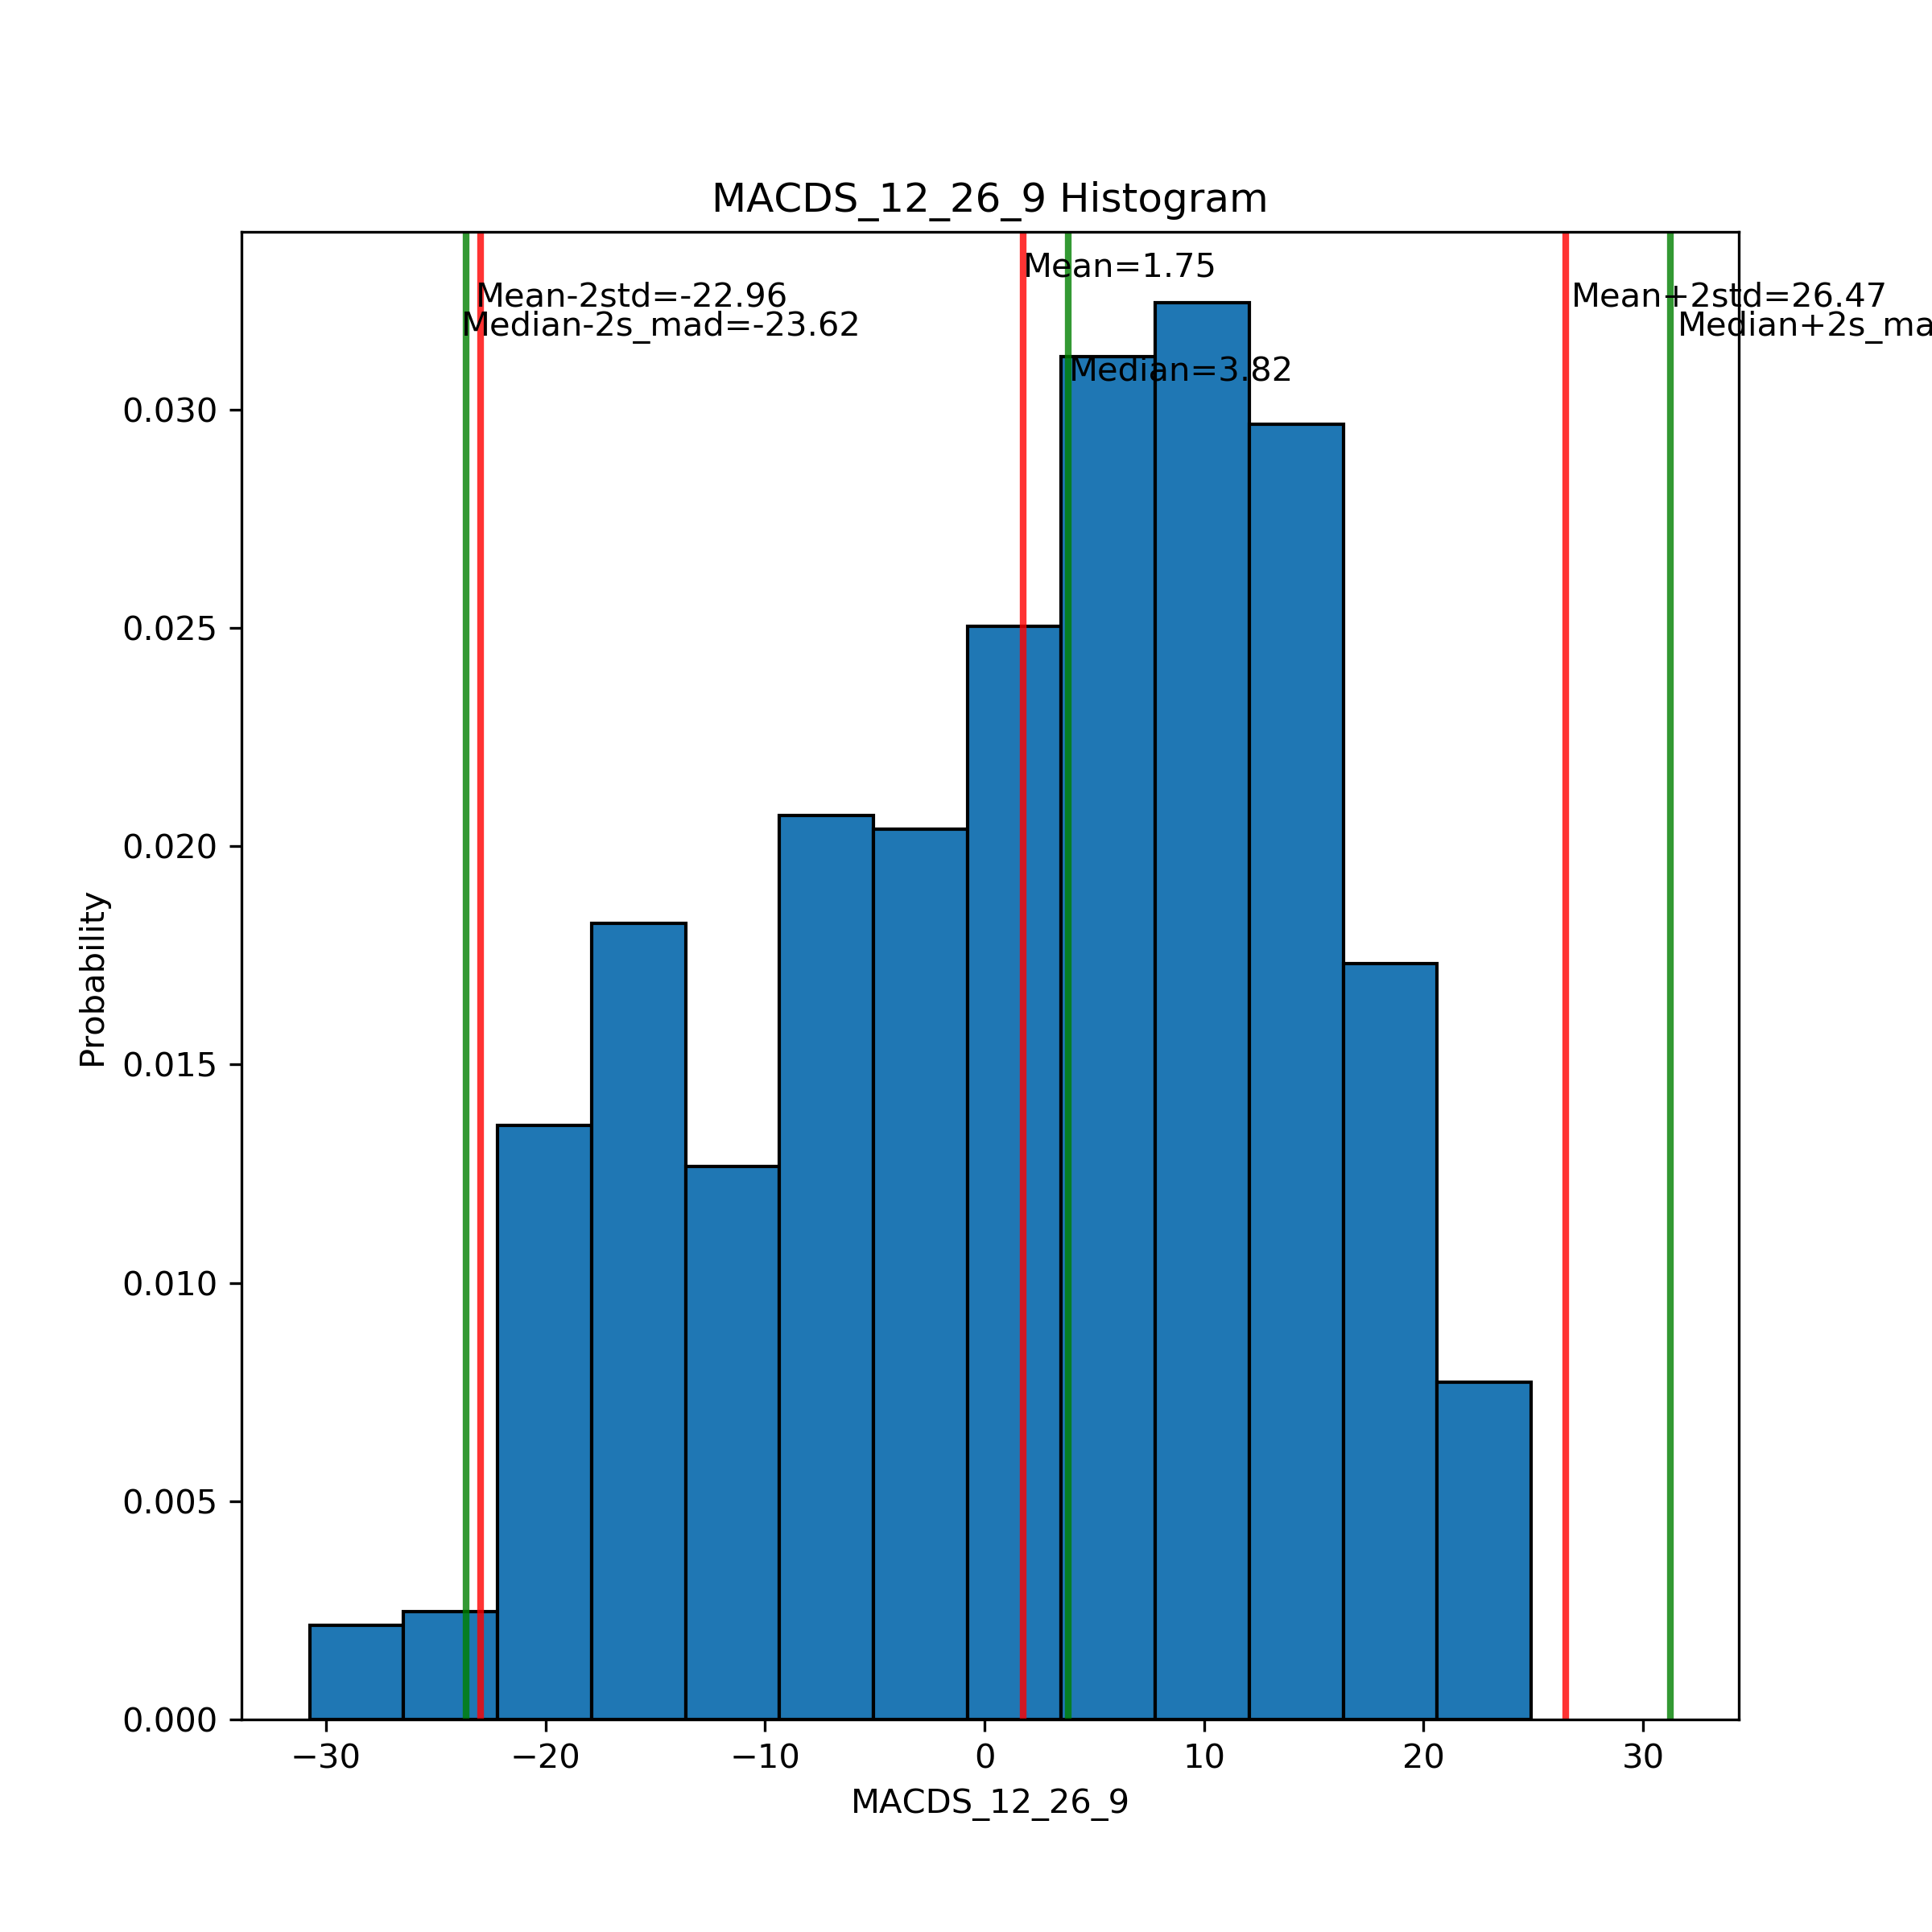 MACDS_12_26_9 Histogram
Mean=1.75
Mean-2std=-22.96
Mean+2std=26.47
Median-2s_mad=-23.62
Median+2s_ma
Median=3.82
0.030
0.025
0.020
0.015
0.010
0.005
0.000
Probability
−30 −20 −10 0 10 20 30
MACDS_12_26_9